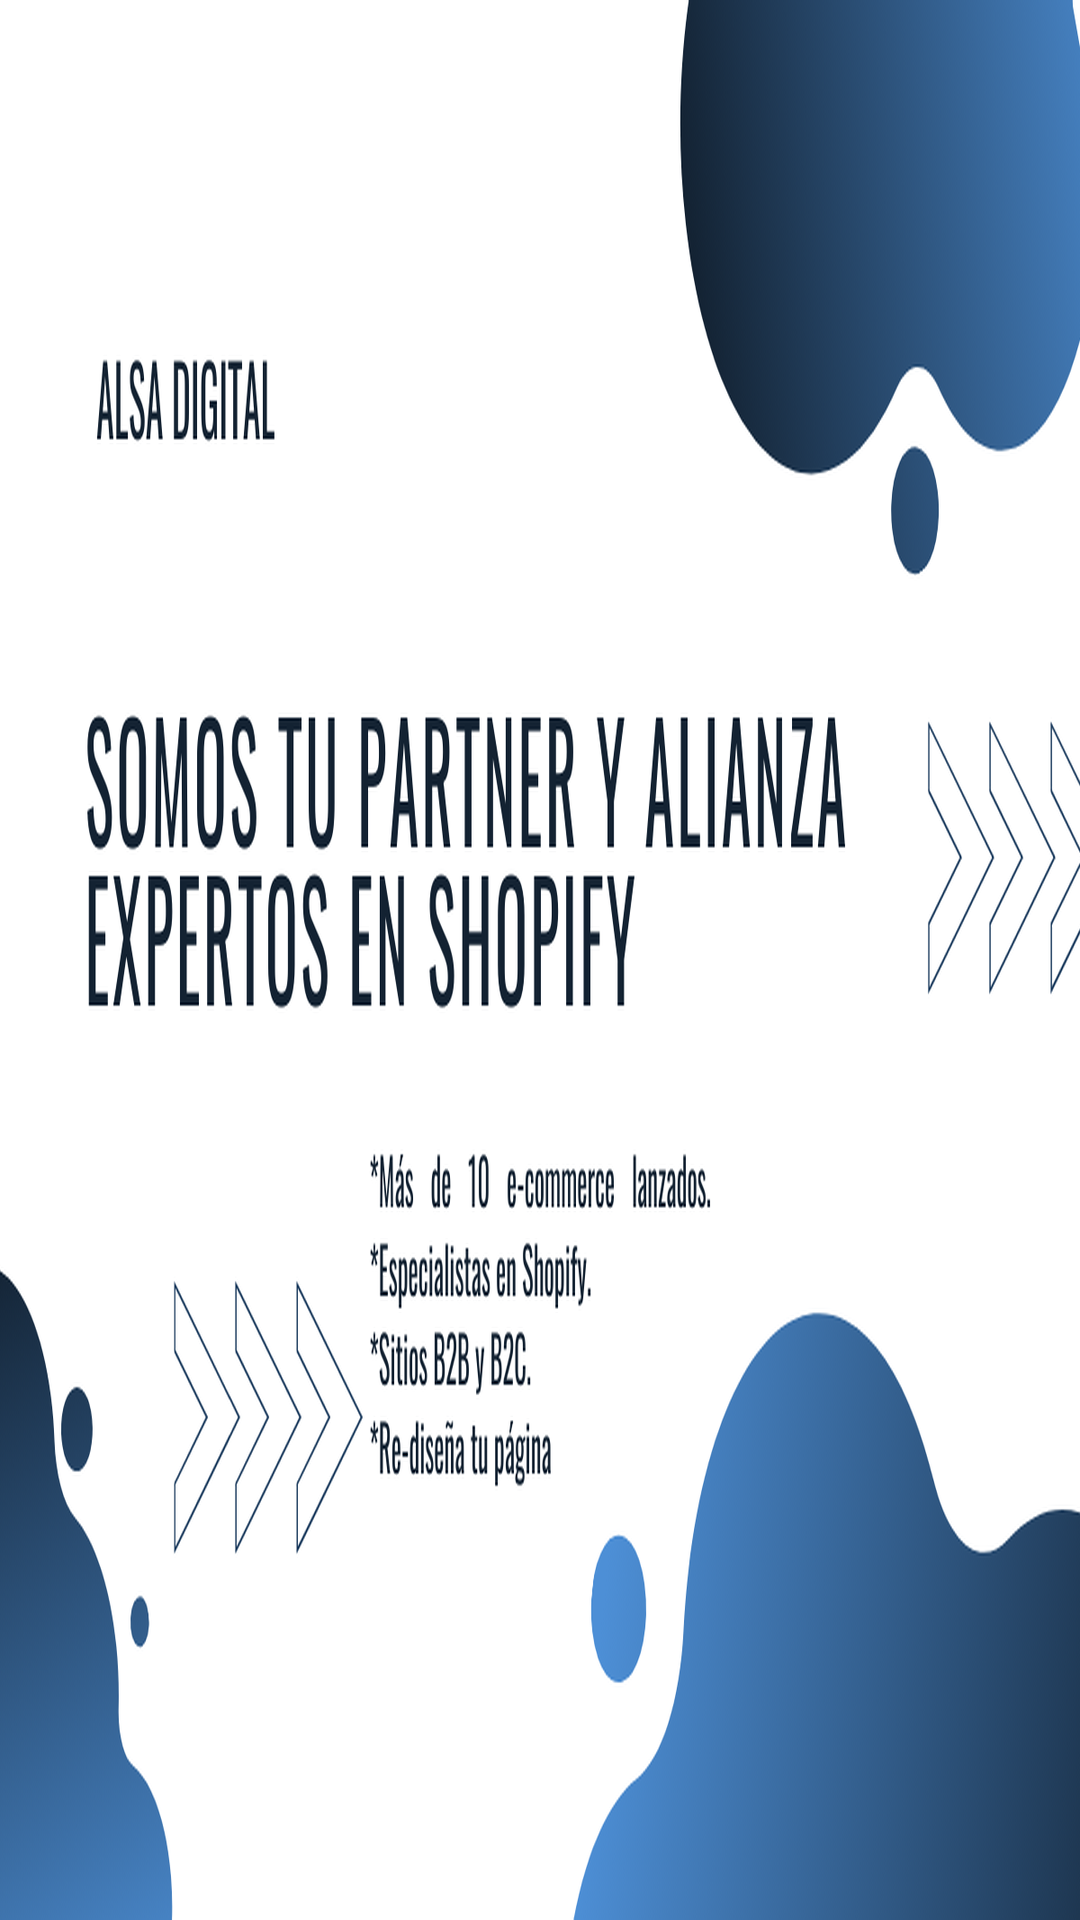 ALSA DIGITAL
SOMOS TU PARTNER Y ALIANZA
EXPERTOS EN SHOPIFY
*Más de 10 e-commerce lanzados.
*Especialistas en Shopify.
*Sitios B2B y B2C.
*Re-diseña tu página